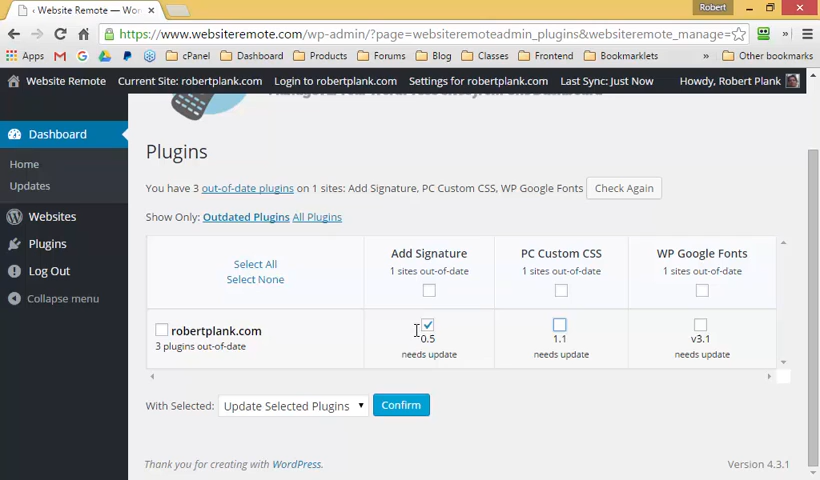 Website Remote — Wor
Robert
https://www.websiteremote.com/wp-admin/?page=websiteremoteadmin_plugins&websiteremote_manage=
Apps G cPanel Dashboard Products Forums Blog Classes Frontend Bookmarklets Other bookmarks
Website Remote Current Site: robertplank.com Login to robertplank.com Settings for robertplank.com Last Sync: Just Now Howdy, Robert Plank
Dashboard
Home
Updates
Websites
Plugins
Log Out
Collapse menu
Plugins
You have 3 out-of-date plugins on 1 sites: Add Signature, PC Custom CSS, WP Google Fonts Check Again
Show Only: Outdated Plugins All Plugins
Select All
Select None
Add Signature
1 sites out-of-date
PC Custom CSS
1 sites out-of-date
WP Google Fonts
1 sites out-of-date
robertplank.com
3 plugins out-of-date
0.5
needs update
1.1
needs update
v3.1
needs update
With Selected: Update Selected Plugins Confirm
Thank you for creating with WordPress.
Version 4.3.1